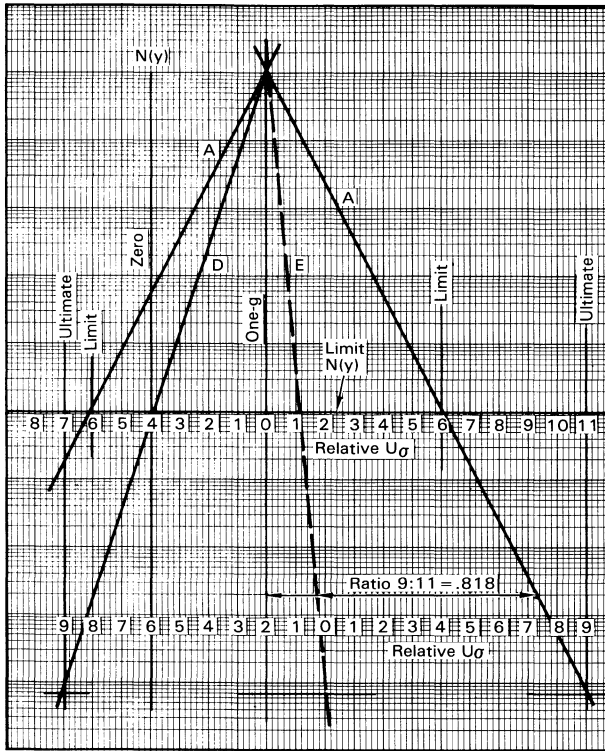 N(y)
A
A
Zero
D
E
Ultimate
Limit
One-g
Limit
N(y)
Limit
Ultimate
8 7 6 5 4 3 2 1 0 1 2 3 4 5 6 7 8 9 10 11
Relative Uσ
Ratio 9:11 = .818
9 8 7 6 5 4 3 2 1 0 1 2 3 4 5 6 7 8 9
Relative Uσ